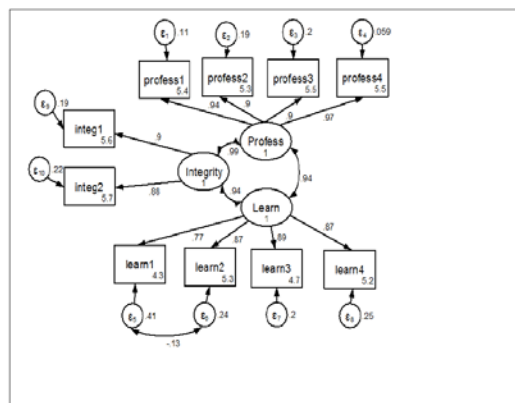 ε1 .11 ε2 .19 ε3 .2 ε4 .059
profess1 5.4
profess2 5.3
profess3 5.5
profess4 5.5
.94 .9 .9 .97
ε9 .19
integ1 5.6
.9
Profess 1
.99
ε10 .22
integ2 5.7
.88
Integrity 1
.94
.94
Learn 1
.77 .87 .89 .87
learn1 4.3
learn2 5.3
learn3 4.7
learn4 5.2
ε5 .41 ε6 .24 ε7 .2 ε8 .25
-.13